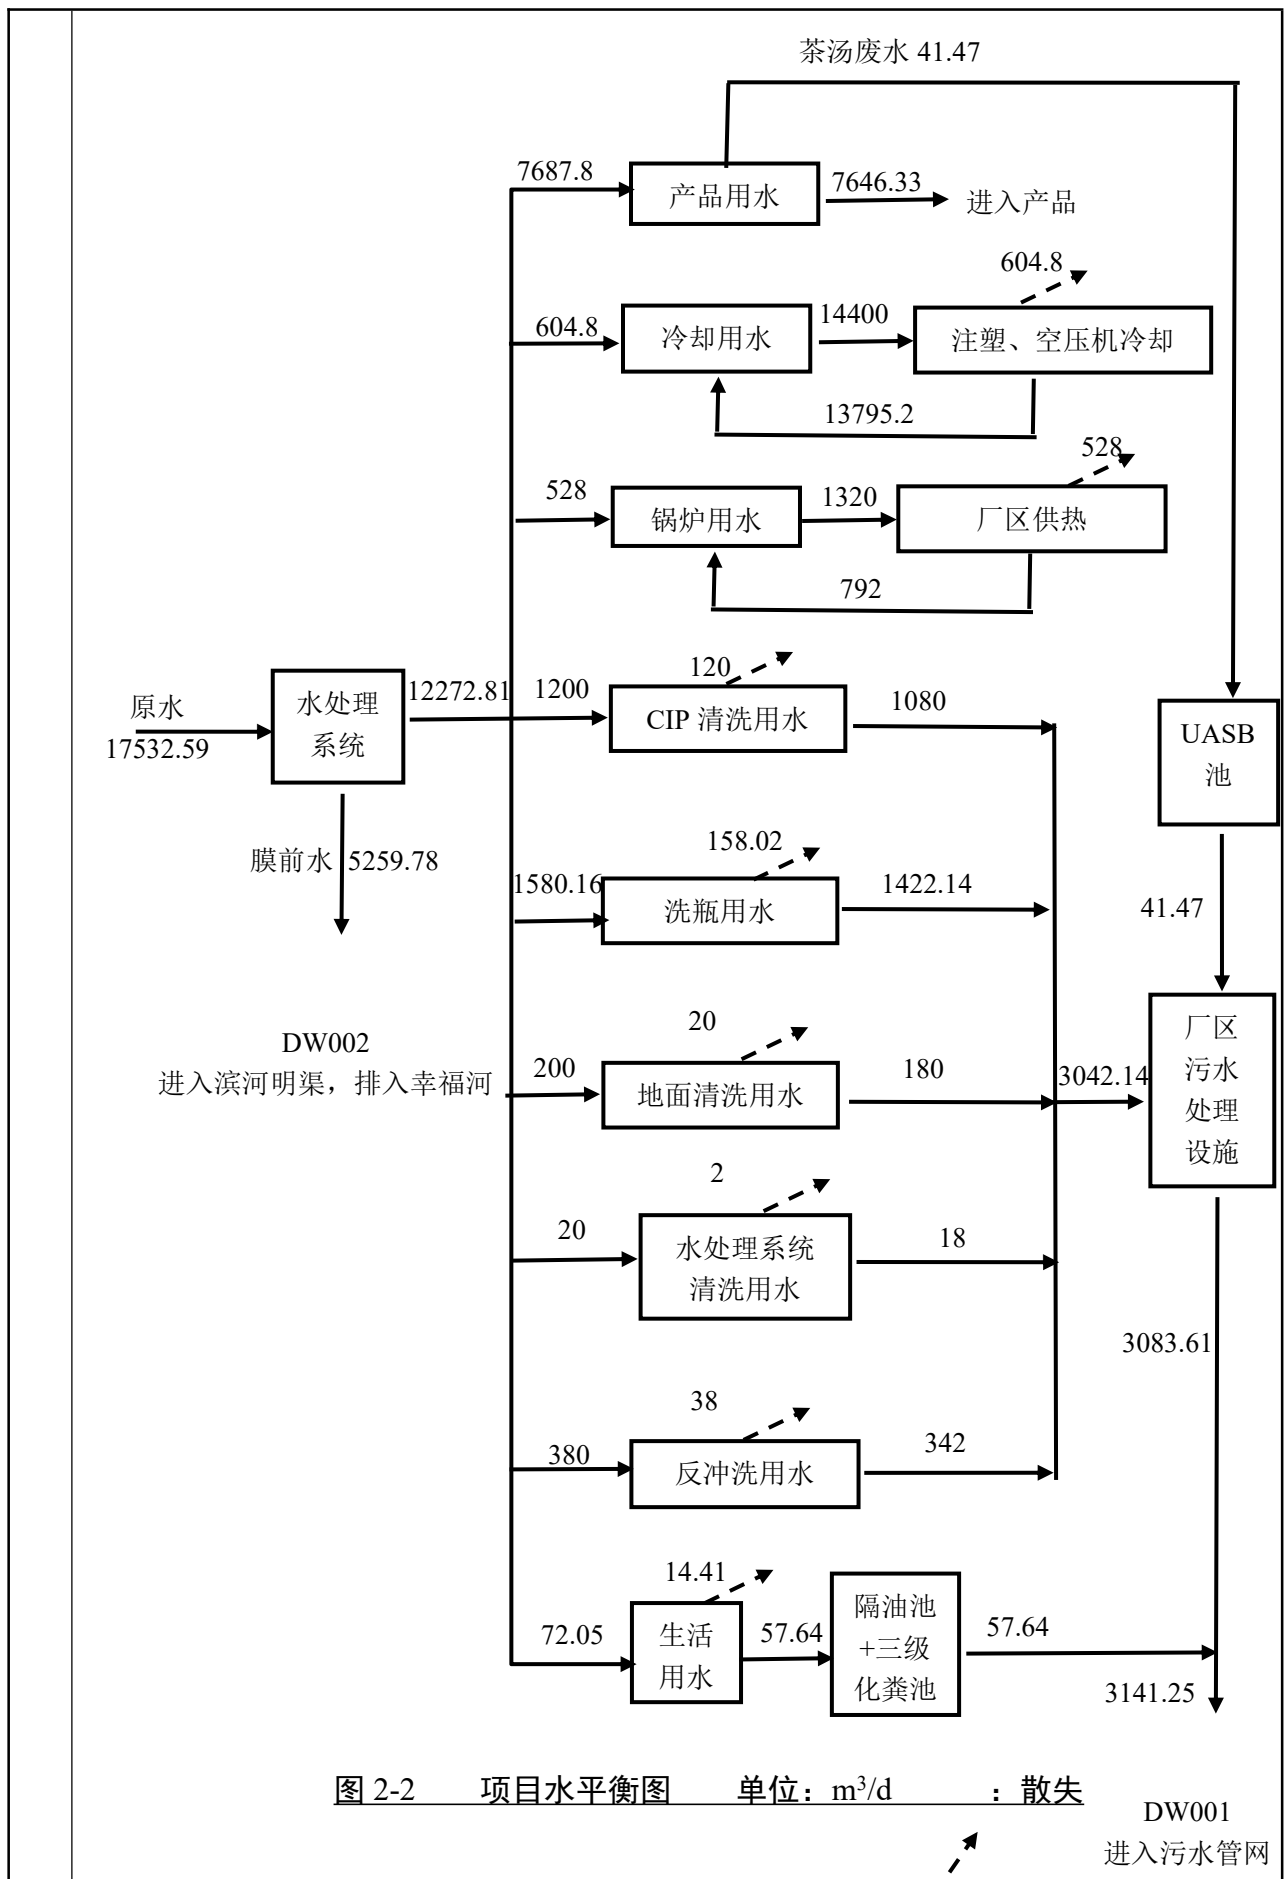 茶汤废水 41.47
7687.8
产品用水
7646.33
进入产品
604.8
604.8
冷却用水
14400
注塑、空压机冷却
13795.2
528
528
锅炉用水
1320
厂区供热
792
原水
17532.59
水处理
系统
12272.81
膜前水
5259.78
DW002
进入滨河明渠，排入幸福河
120
1200
CIP 清洗用水
1080
UASB
池
158.02
1580.16
洗瓶用水
1422.14
41.47
20
200
地面清洗用水
180
3042.14
厂区
污水
处理
设施
2
20
水处理系统
清洗用水
18
3083.61
38
380
反冲洗用水
342
14.41
72.05
生活
用水
57.64
隔油池
+三级
化粪池
57.64
3141.25
图 2-2 项目水平衡图 单位：m³/d ：散失
DW001
进入污水管网